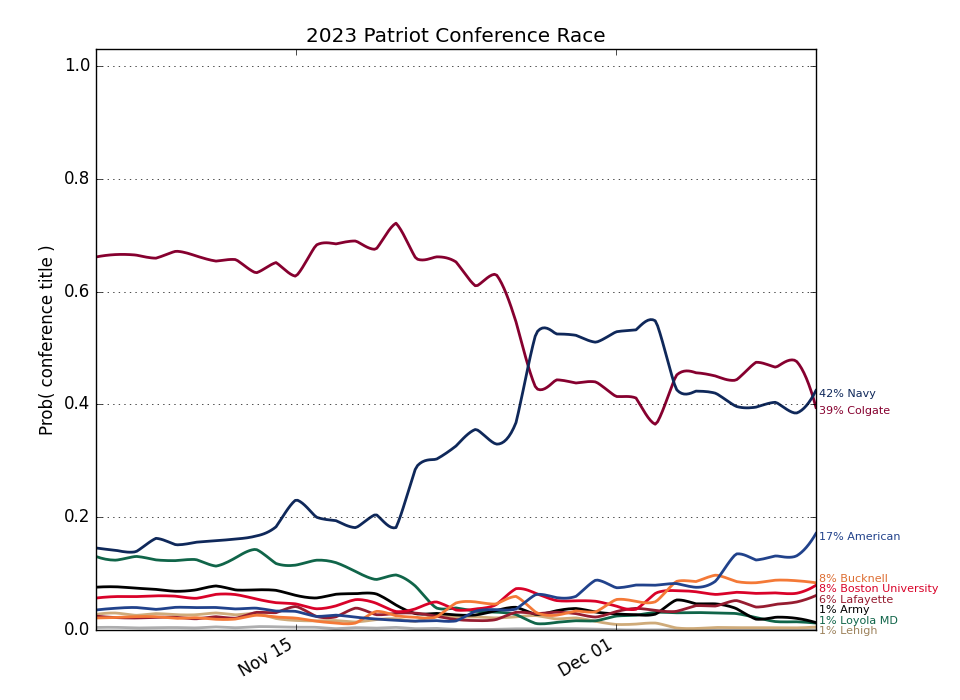 2023 Patriot Conference Race
Prob( conference title )
1.0
0.8
0.6
0.4
0.2
0.0
Nov 15
Dec 01
42% Navy
39% Colgate
17% American
8% Bucknell
8% Boston University
6% Lafayette
1% Army
1% Loyola MD
1% Lehigh